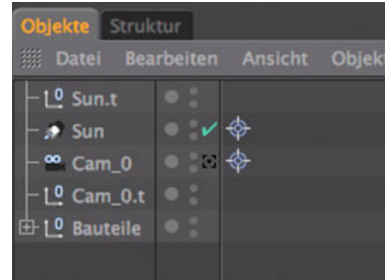 Objekte Struktur
Datei Bearbeiten Ansicht Objekt
Sun.t
Sun
Cam_0
Cam_0.t
Bauteile